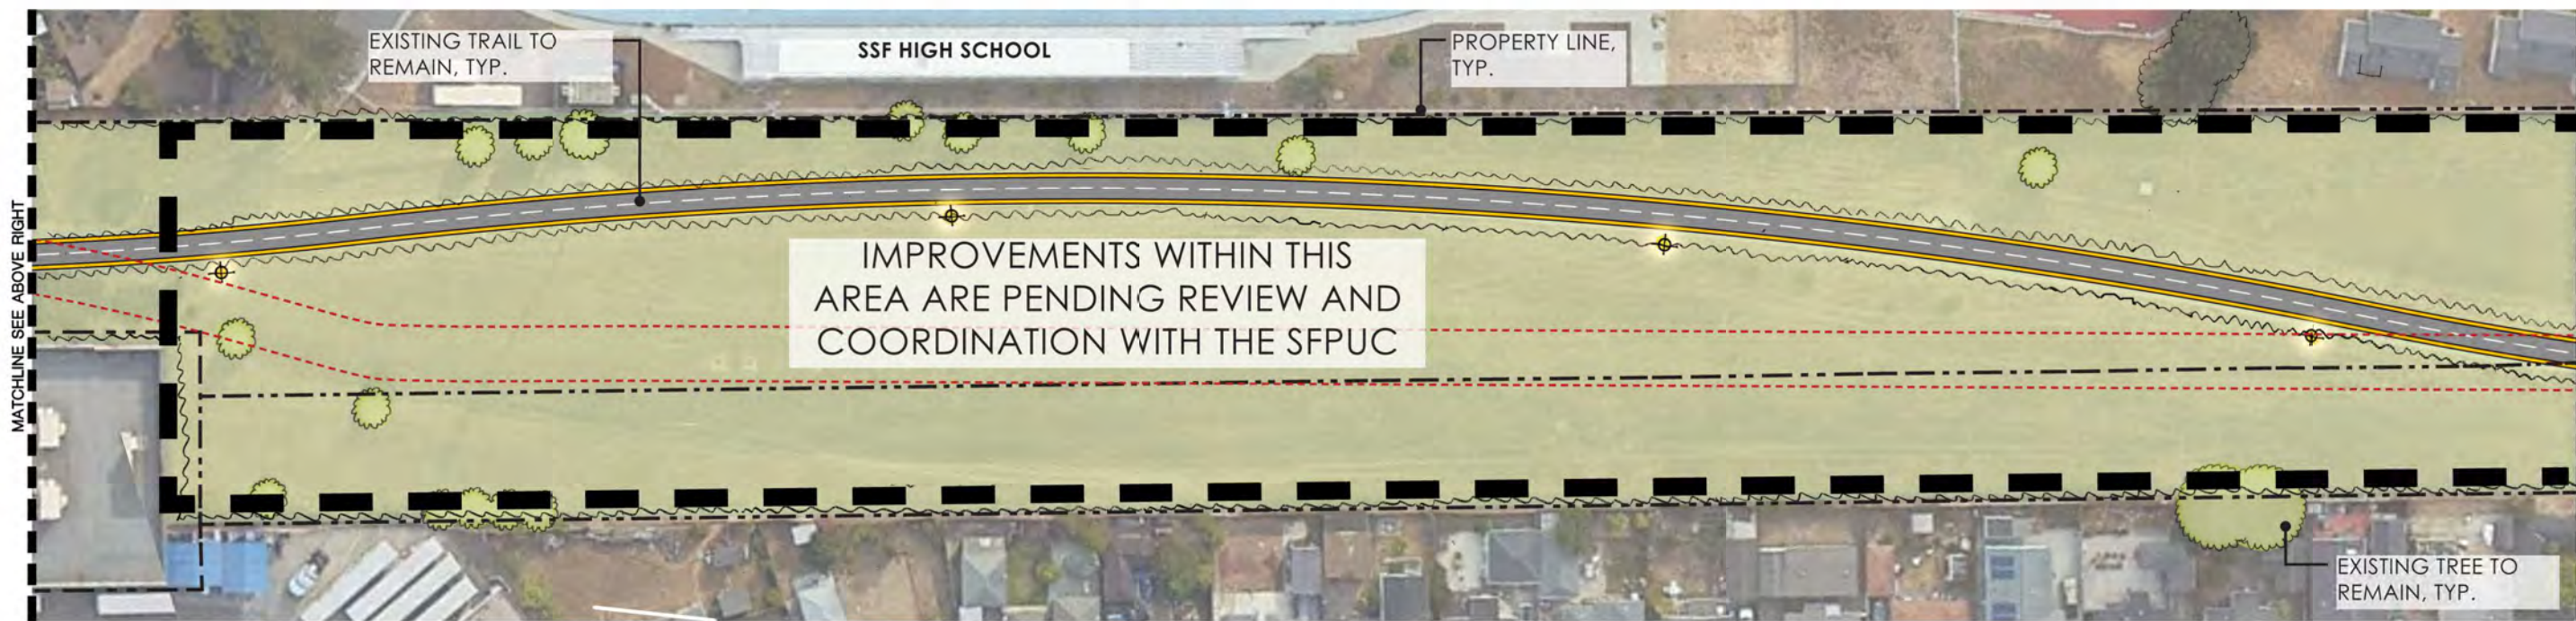 EXISTING TRAIL TO
REMAIN, TYP.
SSF HIGH SCHOOL
PROPERTY LINE,
TYP.
MATCHLINE SEE ABOVE RIGHT
IMPROVEMENTS WITHIN THIS
AREA ARE PENDING REVIEW AND
COORDINATION WITH THE SFPUC
EXISTING TREE TO
REMAIN, TYP.